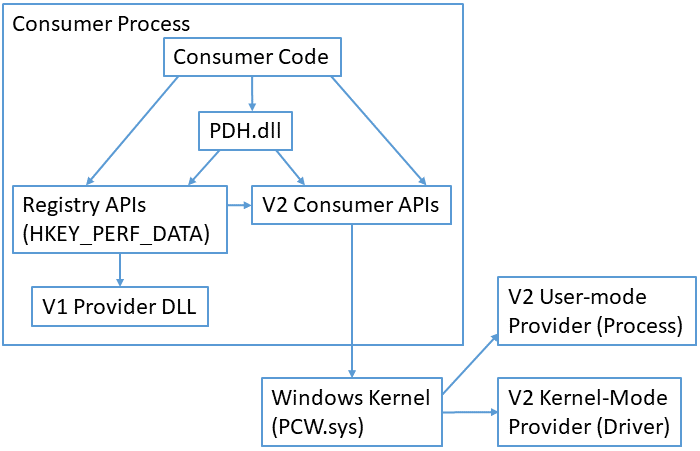 Consumer Process
Consumer Code
PDH.dll
Registry APIs
(HKEY_PERF_DATA)
V2 Consumer APIs
V1 Provider DLL
V2 User-mode
Provider (Process)
Windows Kernel
(PCW.sys)
V2 Kernel-Mode
Provider (Driver)